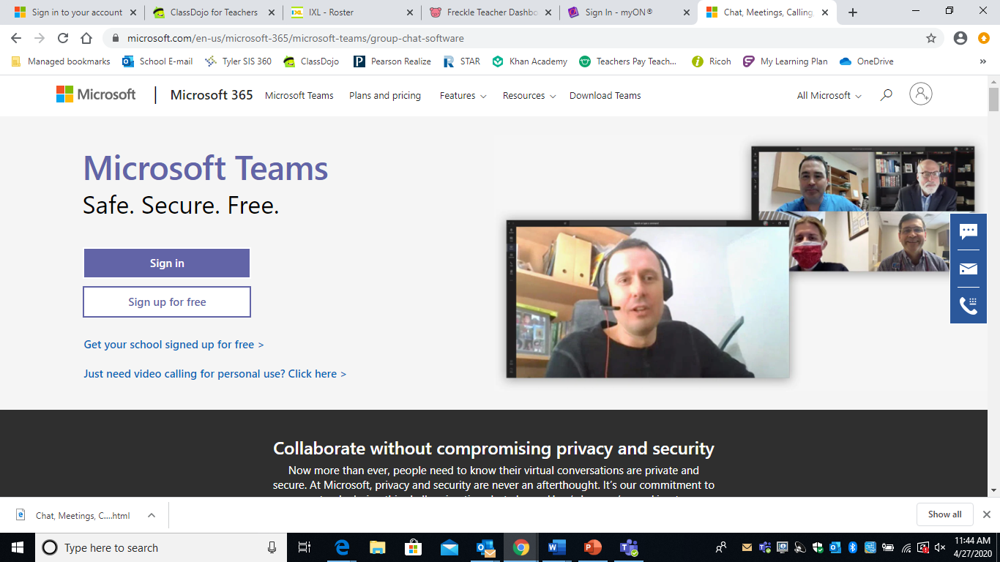 Sign in to your account
ClassDojo for Teachers
IXL - Roster
Freckle Teacher Dashbo
Sign In - myON®
Chat, Meetings, Calling,
microsoft.com/en-us/microsoft-365/microsoft-teams/group-chat-software
Managed bookmarks
School E-mail
Tyler SIS 360
ClassDojo
Pearson Realize
STAR
Khan Academy
Teachers Pay Teach...
Ricoh
My Learning Plan
OneDrive
»
Microsoft
Microsoft 365
Microsoft Teams
Plans and pricing
Features
Resources
Download Teams
All Microsoft
Microsoft Teams
Safe. Secure. Free.
Sign in
Sign up for free
Get your school signed up for free >
Just need video calling for personal use? Click here >
Collaborate without compromising privacy and security
Now more than ever, people need to know their virtual conversations are private and
secure. At Microsoft, privacy and security are never an afterthought. It's our commitment to
Chat, Meetings, C....html
Show all
Type here to search
11:44 AM
4/27/2020